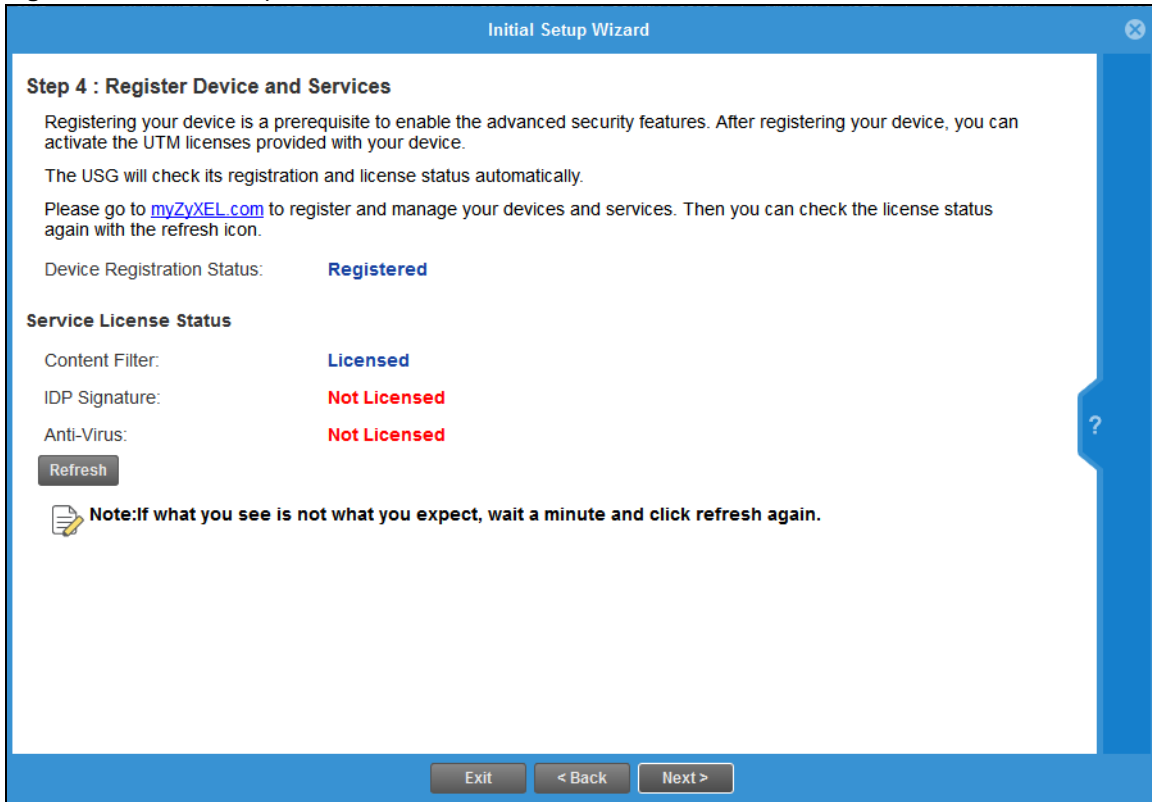 Initial Setup Wizard
Step 4 : Register Device and Services
Registering your device is a prerequisite to enable the advanced security features. After registering your device, you can
activate the UTM licenses provided with your device.
The USG will check its registration and license status automatically.
Please go to myZyXEL.com to register and manage your devices and services. Then you can check the license status
again with the refresh icon.
Device Registration Status: Registered
Service License Status
Content Filter: Licensed
IDP Signature: Not Licensed
Anti-Virus: Not Licensed
?
Refresh
Note:If what you see is not what you expect, wait a minute and click refresh again.
Exit < Back Next >